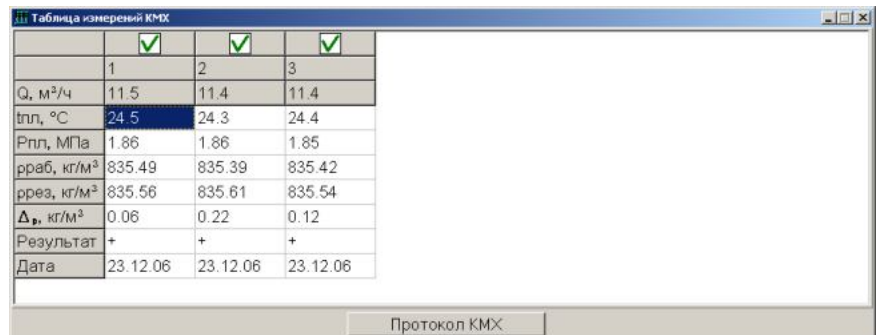 Таблица измерений КМХ
1 2 3
Q, м³/ч 11.5 11.4 11.4
tпл, °C 24.5 24.3 24.4
Pпл, МПа 1.86 1.86 1.85
ρраб, кг/м³ 835.49 835.39 835.42
ρрез, кг/м³ 835.56 835.61 835.54
Δₚ, кг/м³ 0.06 0.22 0.12
Результат + + +
Дата 23.12.06 23.12.06 23.12.06
Протокол КМХ